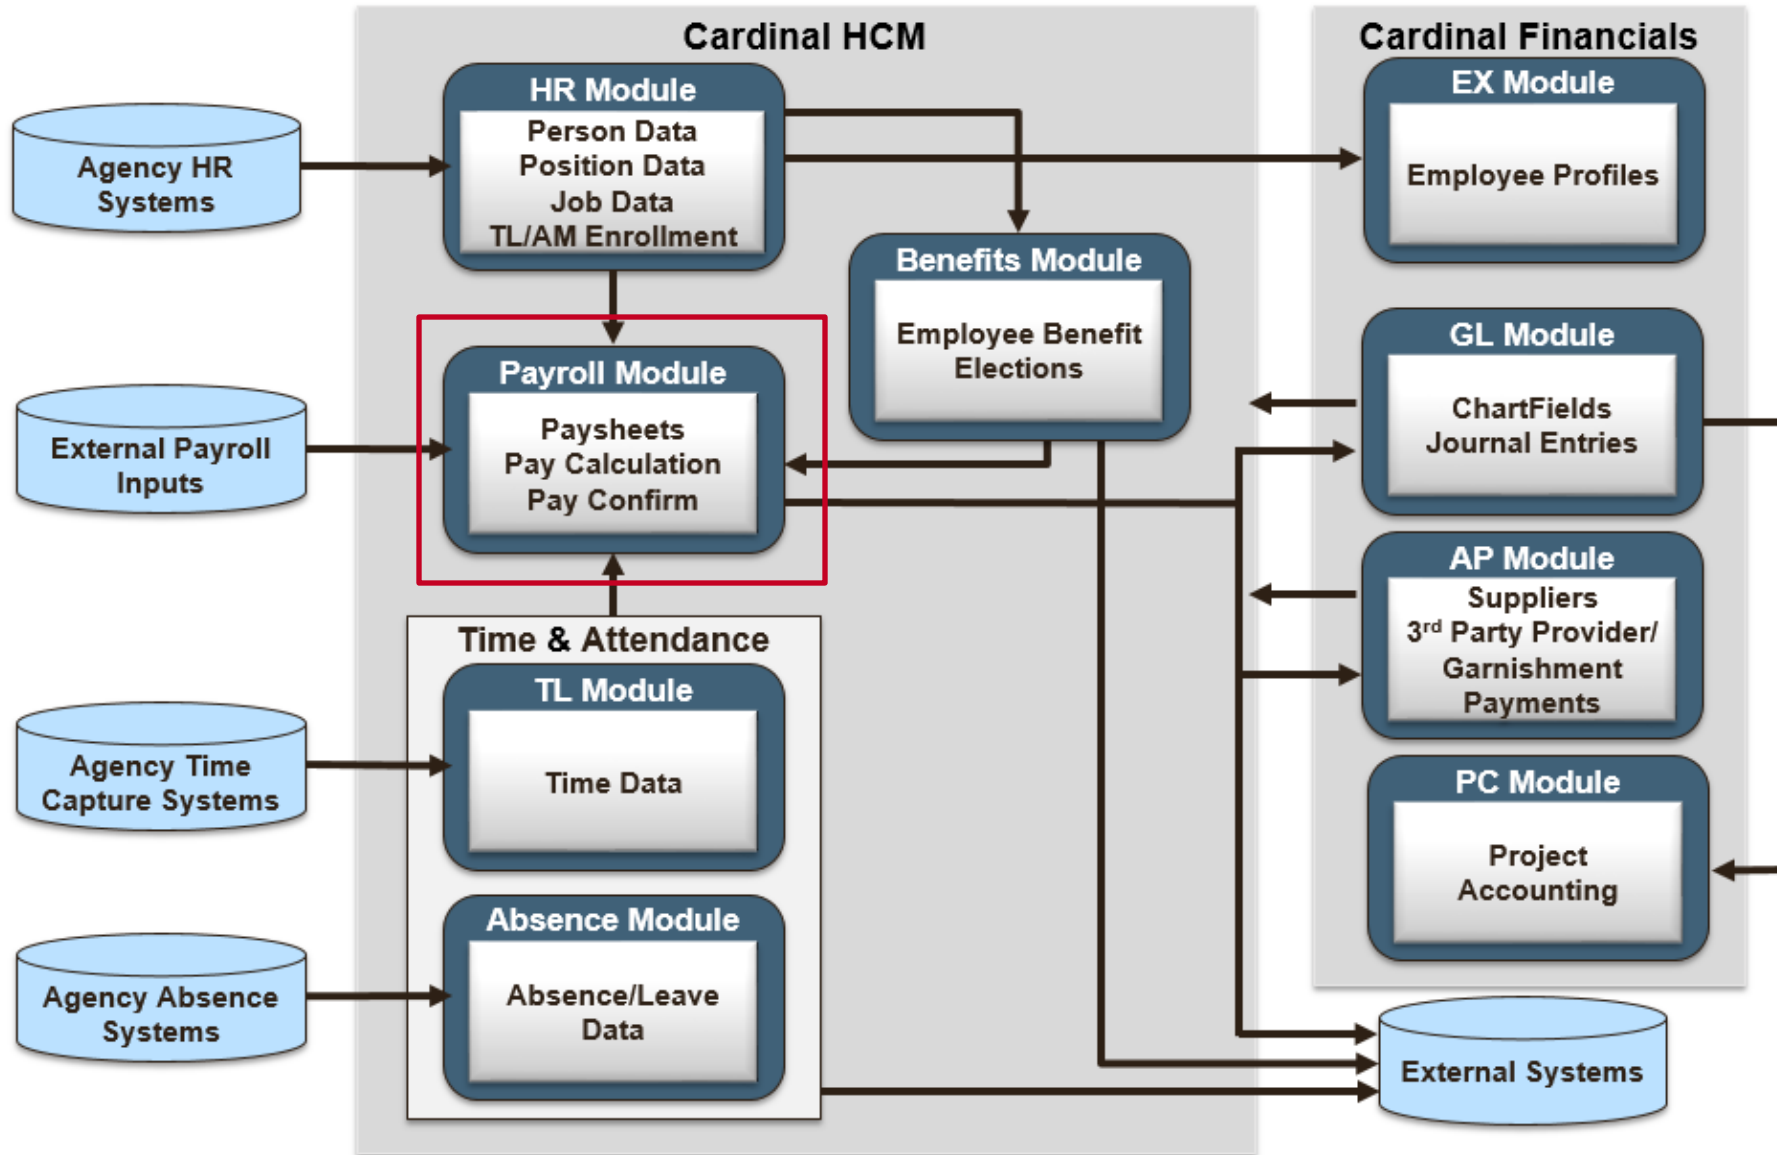 Cardinal HCM
Cardinal Financials
HR Module
Person Data
Position Data
Job Data
TL/AM Enrollment
EX Module
Employee Profiles
Agency HR
Systems
Benefits Module
Employee Benefit
Elections
GL Module
ChartFields
Journal Entries
Payroll Module
Paysheets
Pay Calculation
Pay Confirm
External Payroll
Inputs
AP Module
Suppliers
3rd Party Provider/
Garnishment
Payments
Time & Attendance
TL Module
Time Data
Agency Time
Capture Systems
PC Module
Project
Accounting
Absence Module
Absence/Leave
Data
Agency Absence
Systems
External Systems